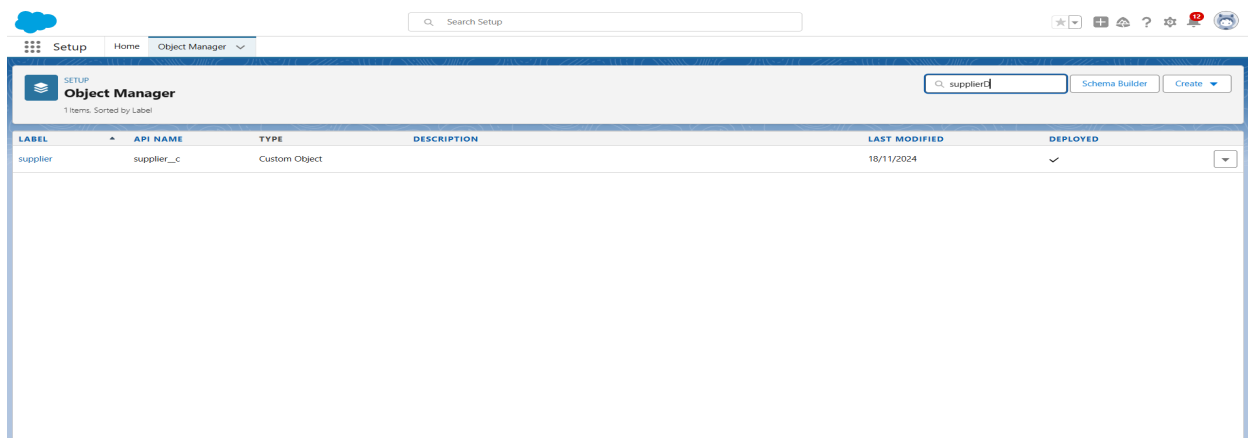 Search Setup
12
Setup
Home
Object Manager
SETUP
Object Manager
1 Items. Sorted by Label
supplierD
Schema Builder
Create
LABEL API NAME TYPE DESCRIPTION LAST MODIFIED DEPLOYED
supplier supplier__c Custom Object 18/11/2024